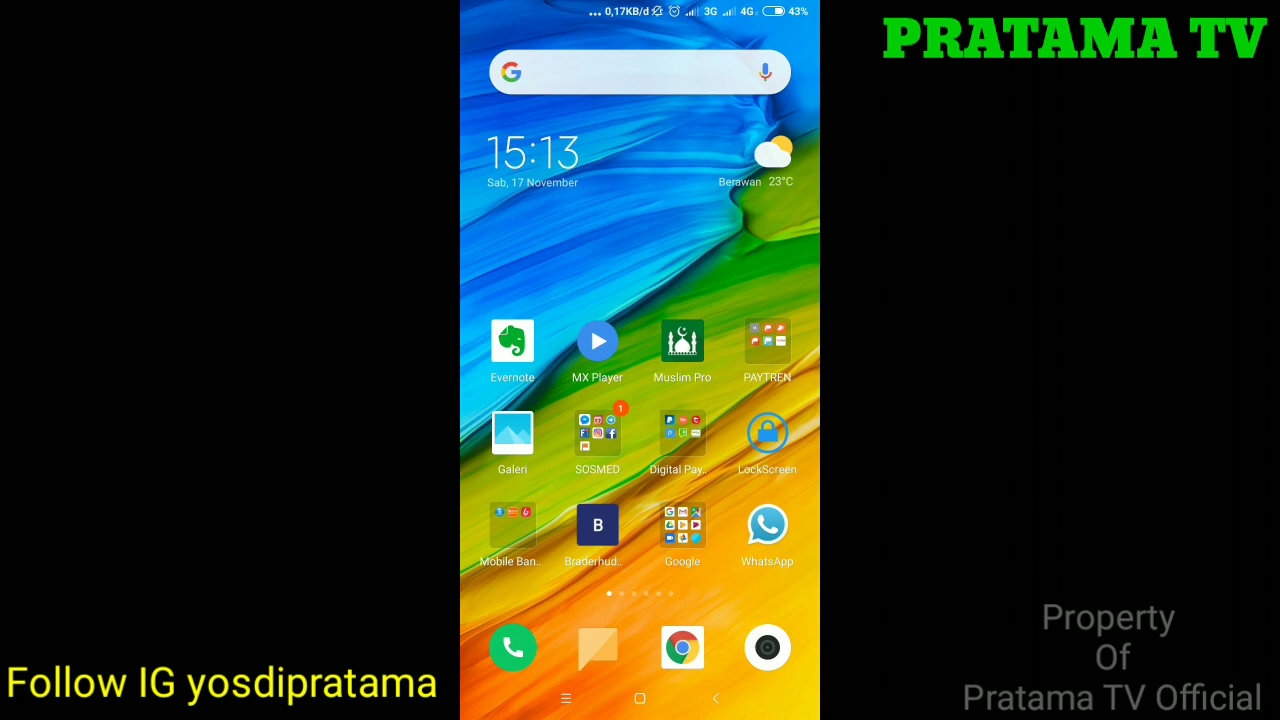 0,17KB/d 3G 4G 43%
PRATAMA TV
15:13
Sab, 17 November
Berawan 23°C
Evernote MX Player Muslim Pro PAYTREN
1
Galeri SOSMED Digital Pay.. LockScreen
B
Mobile Ban.. Braderhud.. Google WhatsApp
Follow IG yosdipratama
Property
Of
Pratama TV Official